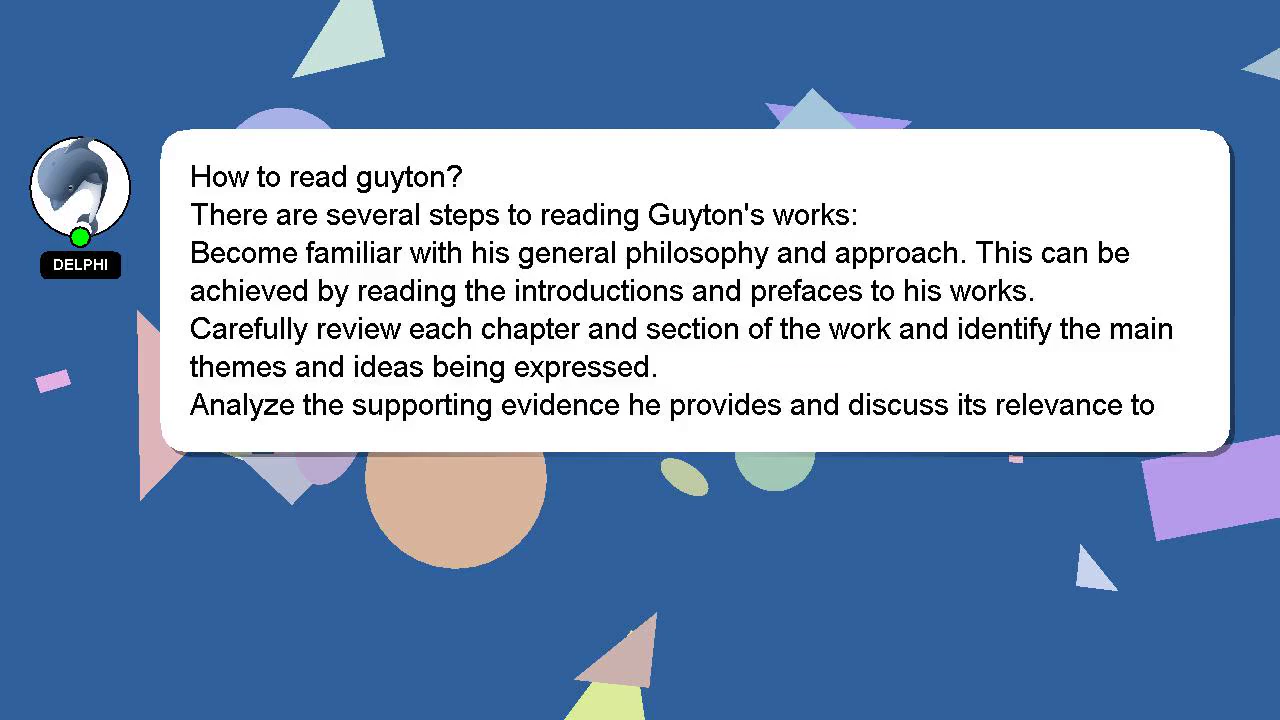 DELPHI
How to read guyton?
There are several steps to reading Guyton's works:
Become familiar with his general philosophy and approach. This can be
achieved by reading the introductions and prefaces to his works.
Carefully review each chapter and section of the work and identify the main
themes and ideas being expressed.
Analyze the supporting evidence he provides and discuss its relevance to